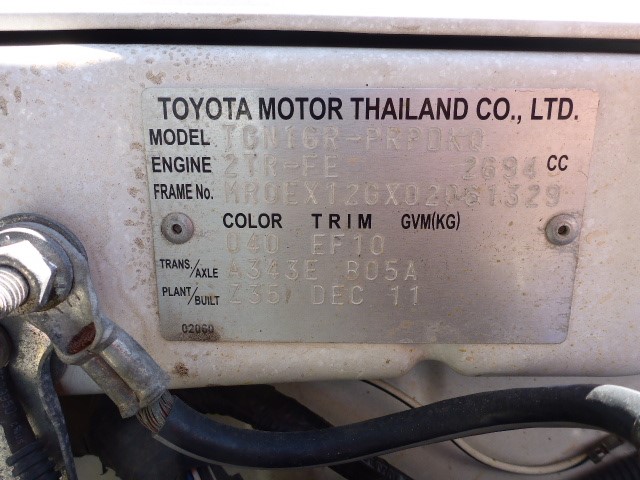 TOYOTA MOTOR THAILAND CO., LTD.
MODEL TGN16R-PRPDKQ
ENGINE 2TR-FE 2694 CC
FRAME No. MR0EX12GX02061329
COLOR TRIM GVM(KG)
040 EF10
TRANS./AXLE A343E B05A
PLANT/BUILT Z35/ DEC 11
02060